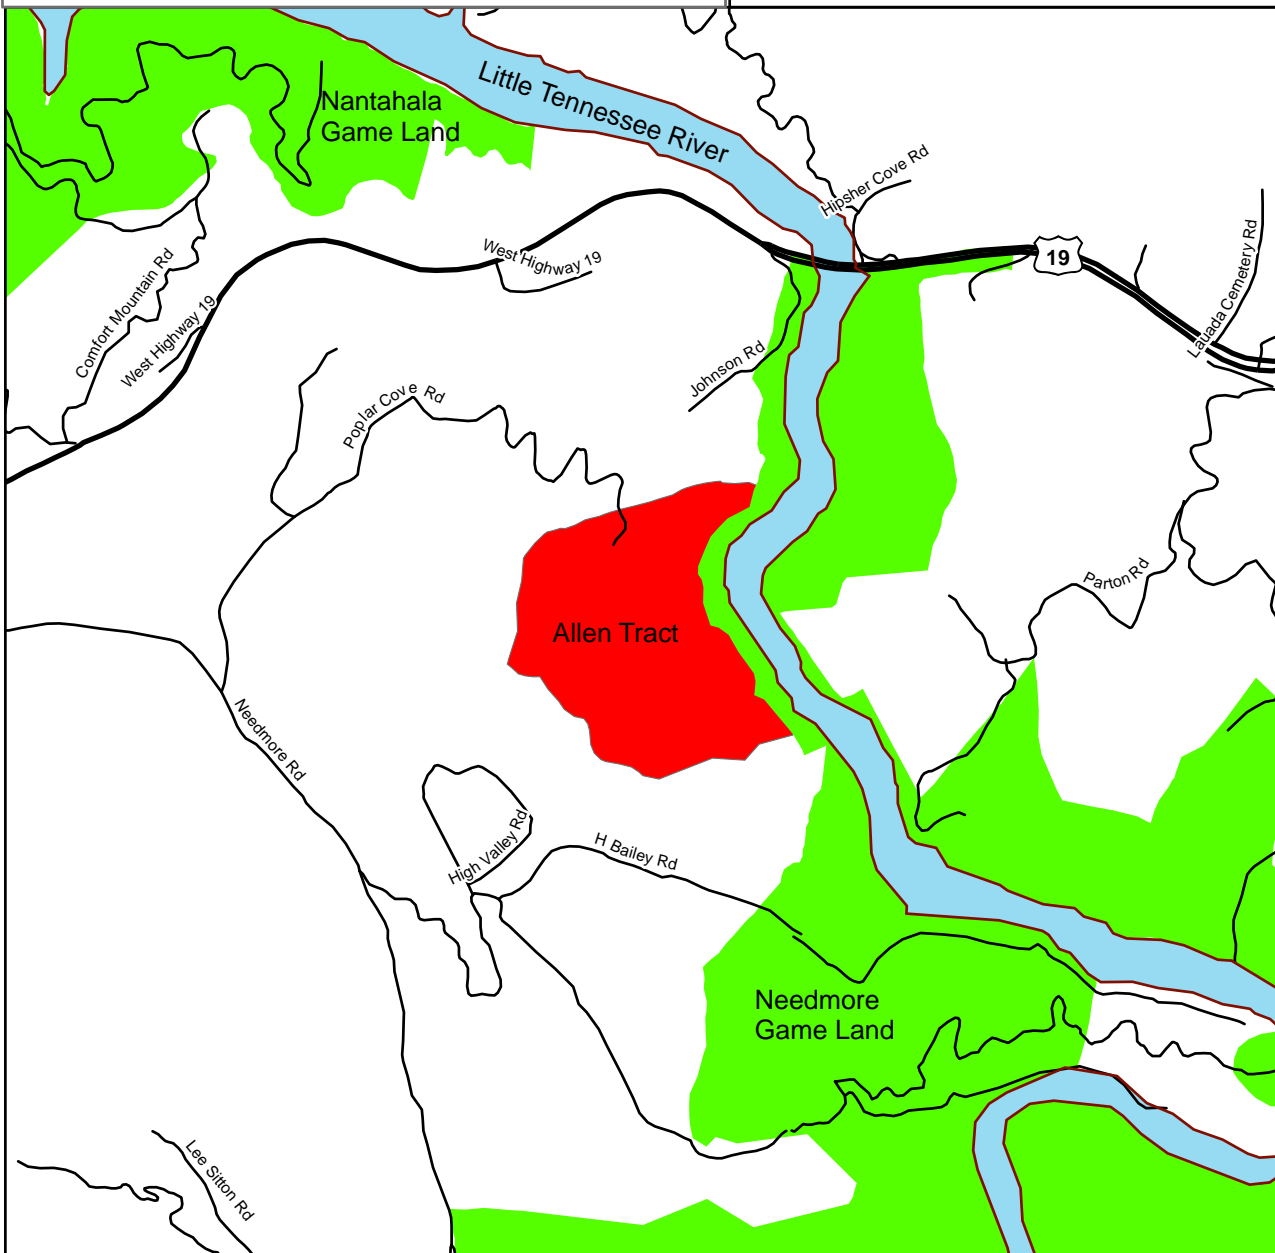 Little Tennessee River
Nantahala
Game Land
Hipsher Cove Rd
West Highway 19
19
Lauada Cemetery Rd
Comfort Mountain Rd
West Highway 19
Johnson Rd
Poplar Cove Rd
Parton Rd
Allen Tract
Needmore Rd
High Valley Rd
H Bailey Rd
Needmore
Game Land
Lee Sitton Rd